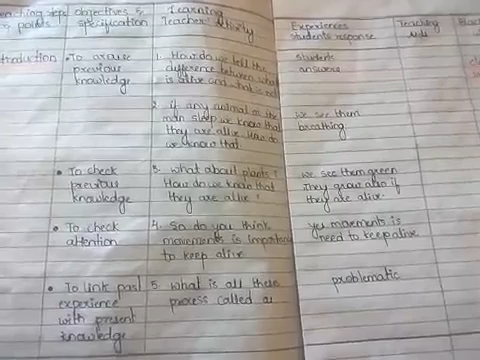 teaching step
points
objectives &
specification
Learning
Teacher Activity
Experiences
students response
Teaching
aids
Introduction
• To arouse
previous
knowledge
1. How do we tell the
difference between what
is alive and what is not
students
answers
2. if any animal or the
man sleep we know that
they are alive. How do
we know that.
we see them
breathing.
• To check
previous
knowledge
3. what about plants?
How do we know that
they are alive?
we see them green
They grow also if
they are alive.
• To check
attention
4. So do you think
movements is important
to keep alive
yes movements is
need to keep alive
• To link past
experience
with present
knowledge
5. what is all these
process called as
problematic